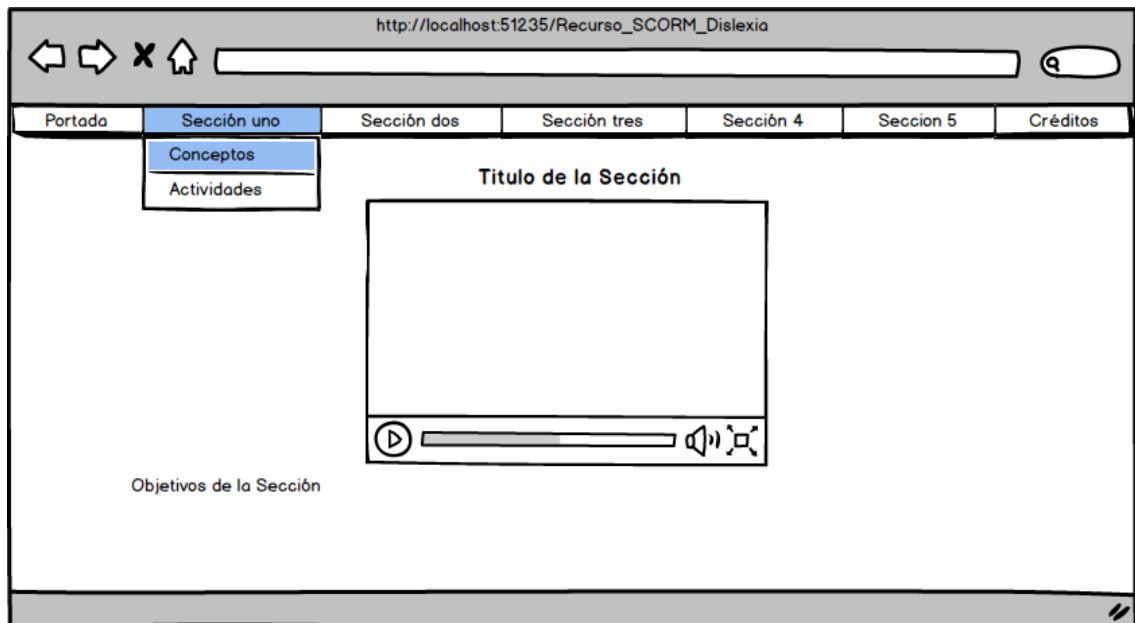 http://localhost:51235/Recurso_SCORM_Dislexia
Portada Sección uno Sección dos Sección tres Sección 4 Seccion 5 Créditos
Conceptos
Actividades
Titulo de la Sección
Objetivos de la Sección